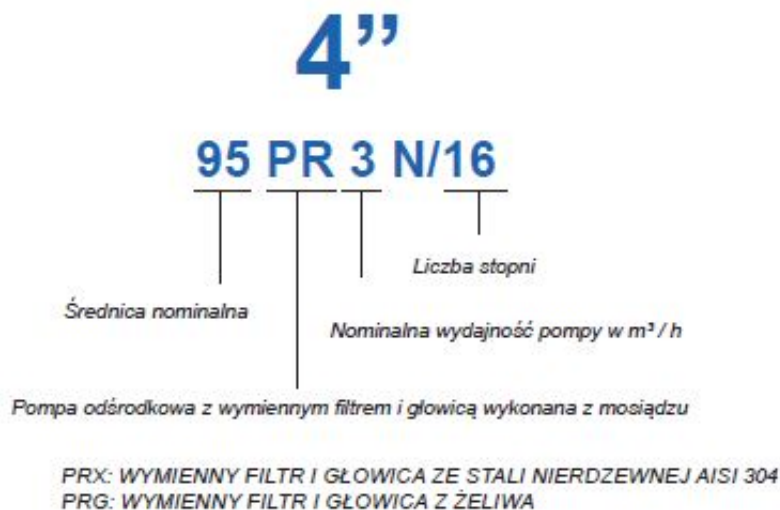 4”
95 PR 3 N/16
Liczba stopni
Średnica nominalna
Nominalna wydajność pompy w m³ / h
Pompa odśrodkowa z wymiennym filtrem i głowicą wykonana z mosiądzu
PRX: WYMIENNY FILTR I GŁOWICA ZE STALI NIERDZEWNEJ AISI 304
PRG: WYMIENNY FILTR I GŁOWICA Z ŻELIWA